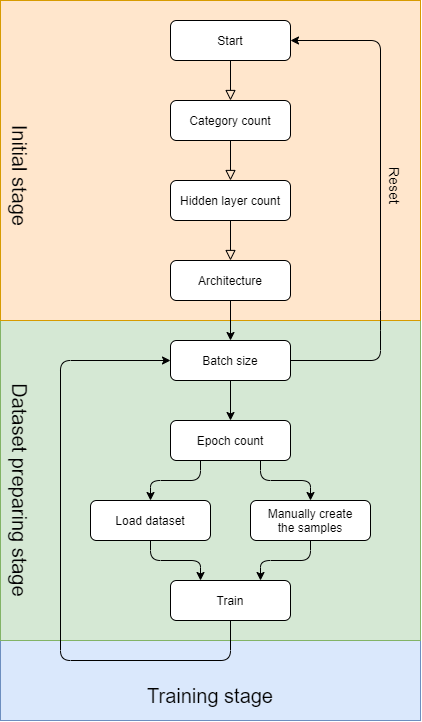 Initial stage
Start
Category count
Hidden layer count
Architecture
Reset
Dataset preparing stage
Batch size
Epoch count
Load dataset
Manually create
the samples
Train
Training stage